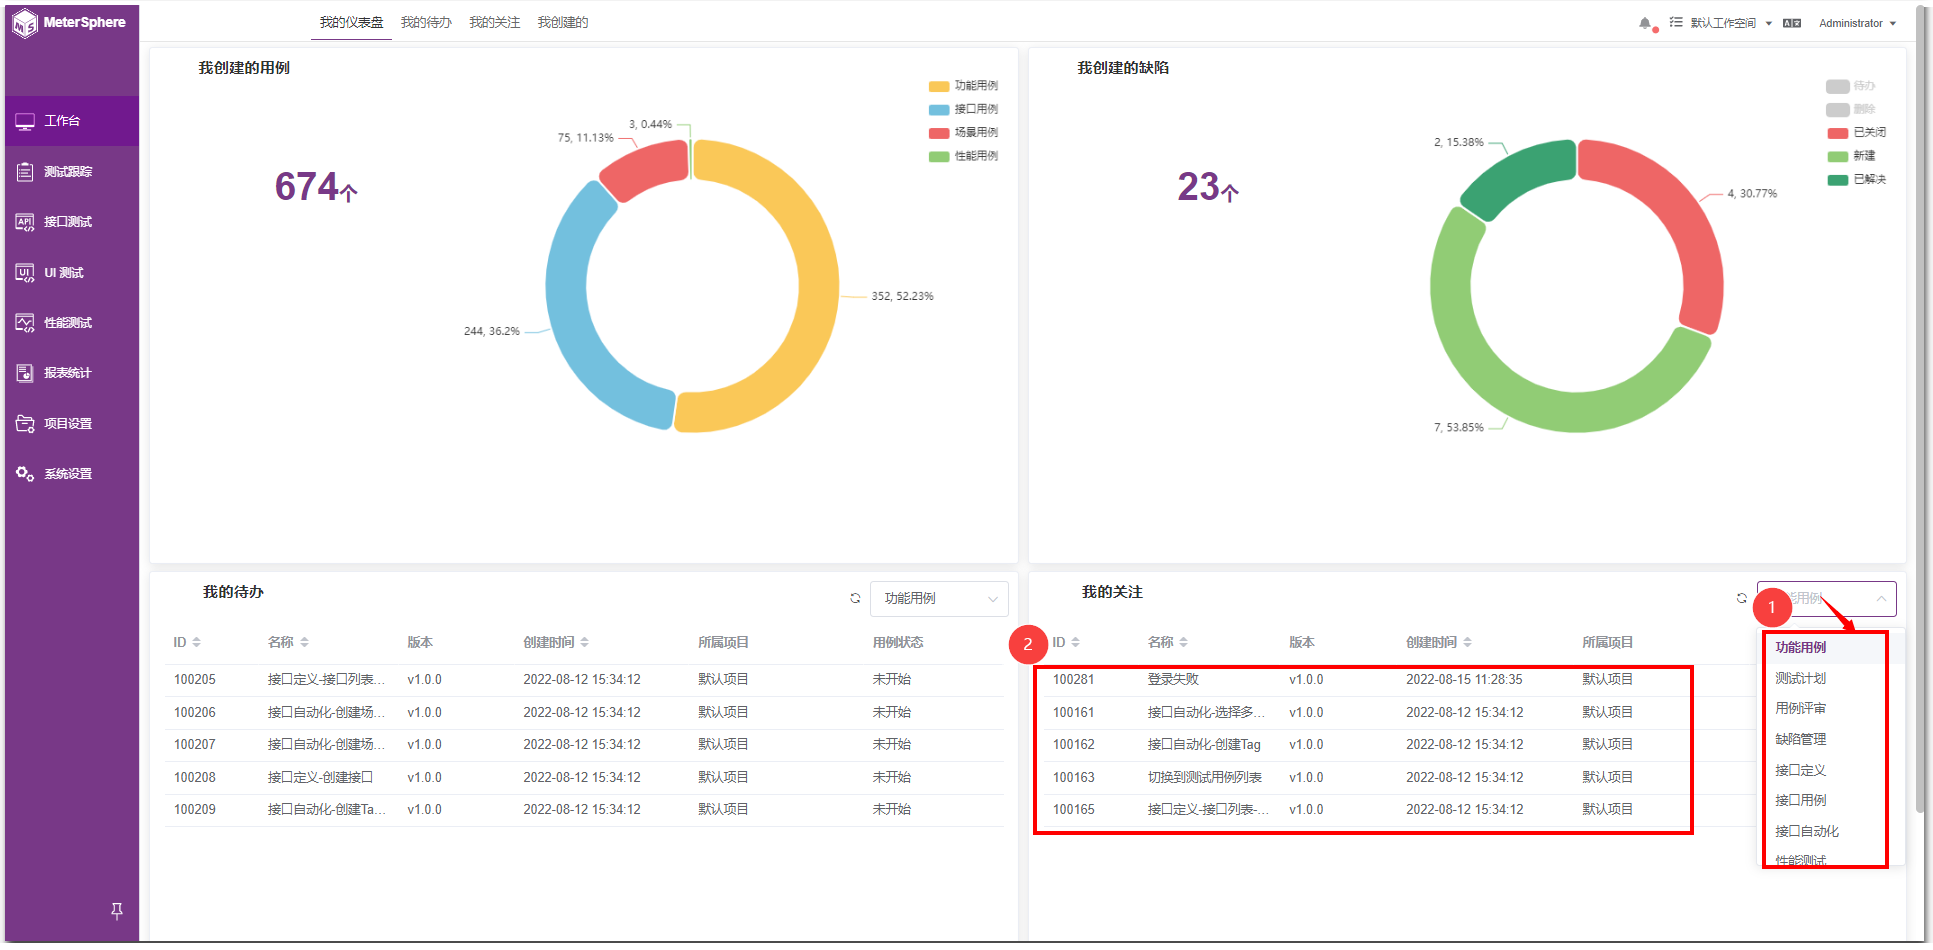 MeterSphere
我的仪表盘 我的待办 我的关注 我创建的
默认工作空间 Administrator
工作台
测试跟踪
接口测试
UI 测试
性能测试
报表统计
项目设置
系统设置
我创建的用例
功能用例
接口用例
场景用例
性能用例
674个
3, 0.44%
75, 11.13%
352, 52.23%
244, 36.2%
我创建的缺陷
待办
删除
已关闭
新建
已解决
23个
2, 15.38%
4, 30.77%
7, 53.85%
我的待办
功能用例
ID 名称 版本 创建时间 所属项目 用例状态
100205 接口定义-接口列表... v1.0.0 2022-08-12 15:34:12 默认项目 未开始
100206 接口自动化-创建场... v1.0.0 2022-08-12 15:34:12 默认项目 未开始
100207 接口自动化-创建场... v1.0.0 2022-08-12 15:34:12 默认项目 未开始
100208 接口定义-创建接口 v1.0.0 2022-08-12 15:34:12 默认项目 未开始
100209 接口自动化-创建Ta... v1.0.0 2022-08-12 15:34:12 默认项目 未开始
我的关注
1
能用例
2
ID 名称 版本 创建时间 所属项目
100281 登录失败 v1.0.0 2022-08-15 11:28:35 默认项目
100161 接口自动化-选择多... v1.0.0 2022-08-12 15:34:12 默认项目
100162 接口自动化-创建Tag v1.0.0 2022-08-12 15:34:12 默认项目
100163 切换到测试用例列表 v1.0.0 2022-08-12 15:34:12 默认项目
100165 接口定义-接口列表-... v1.0.0 2022-08-12 15:34:12 默认项目
功能用例
测试计划
用例评审
缺陷管理
接口定义
接口用例
接口自动化
性能测试